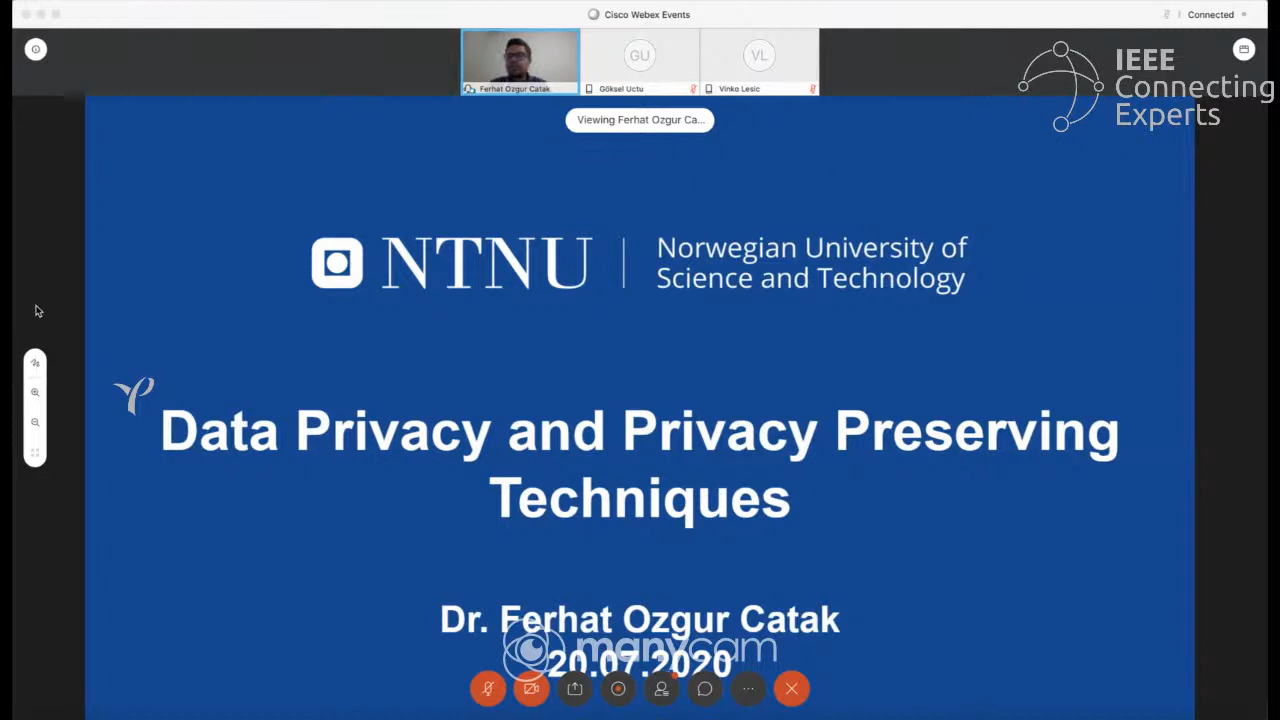 Cisco Webex Events
Connected
GU
VL
Ferhat Ozgur Catak
Göksel Uctu
Vinko Lesic
IEEE
Connecting
Experts
Viewing Ferhat Ozgur Ca...
NTNU
Norwegian University of
Science and Technology
Data Privacy and Privacy Preserving
Techniques
Dr. Ferhat Ozgur Catak
manycam
20.07.2020